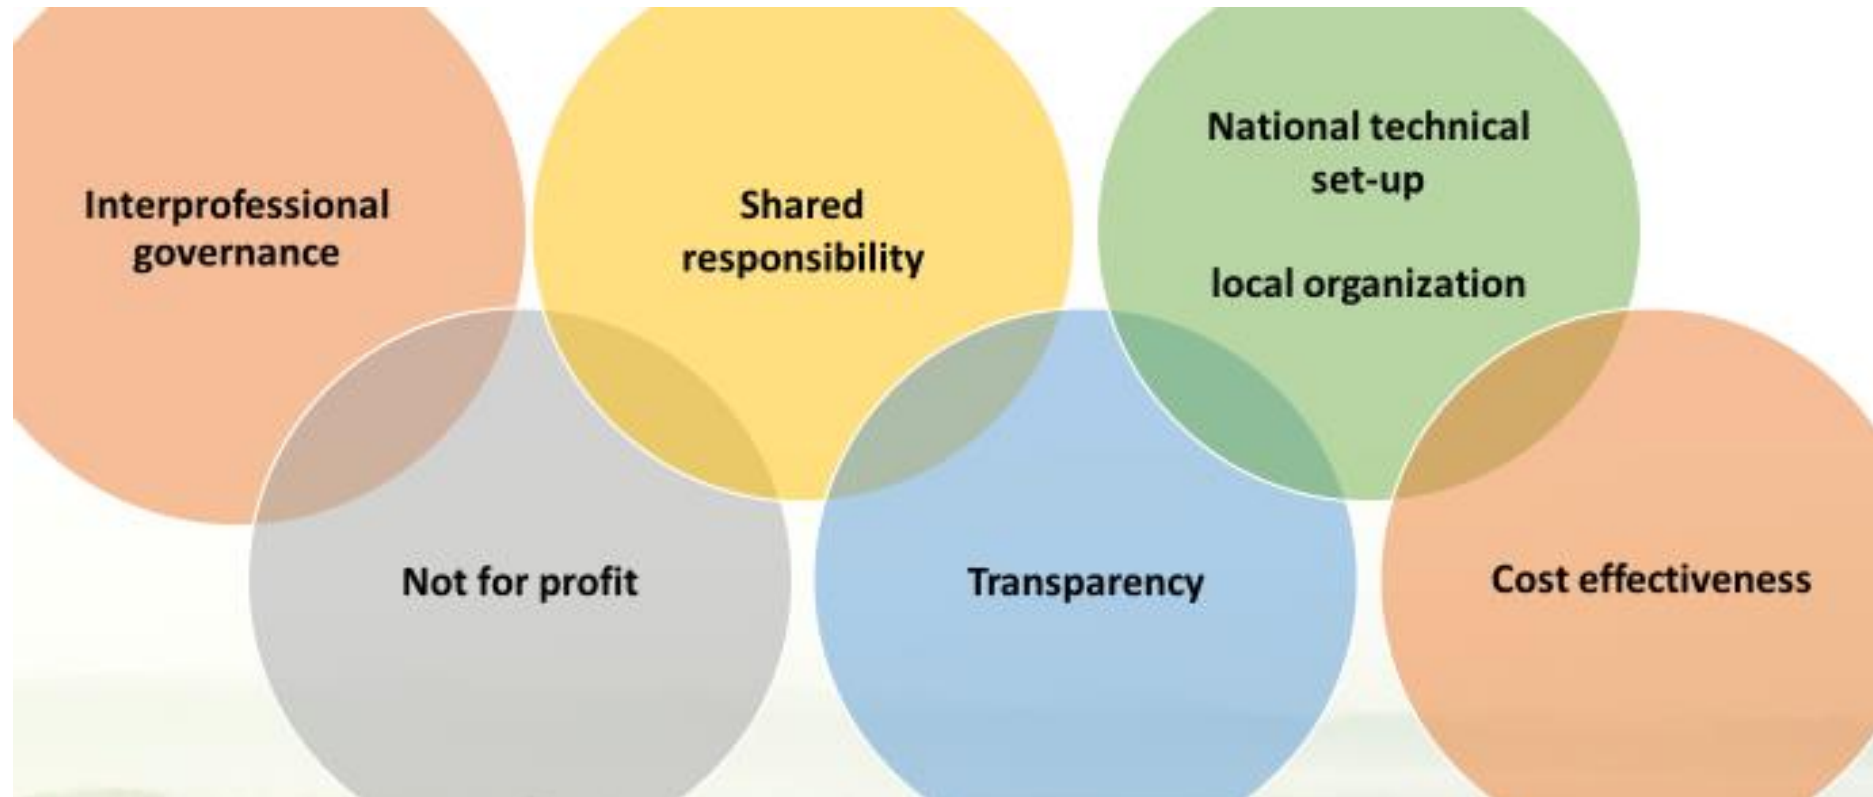 Interprofessional
governance
Shared
responsibility
National technical
set-up
local organization
Not for profit
Transparency
Cost effectiveness